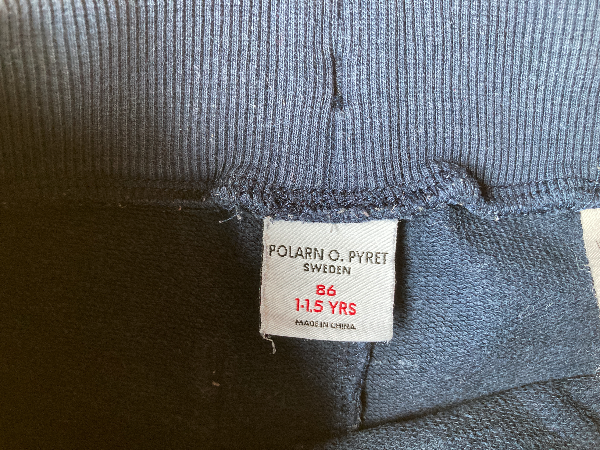 POLARN O. PYRET
SWEDEN
86
1-1.5 YRS
MADE IN CHINA